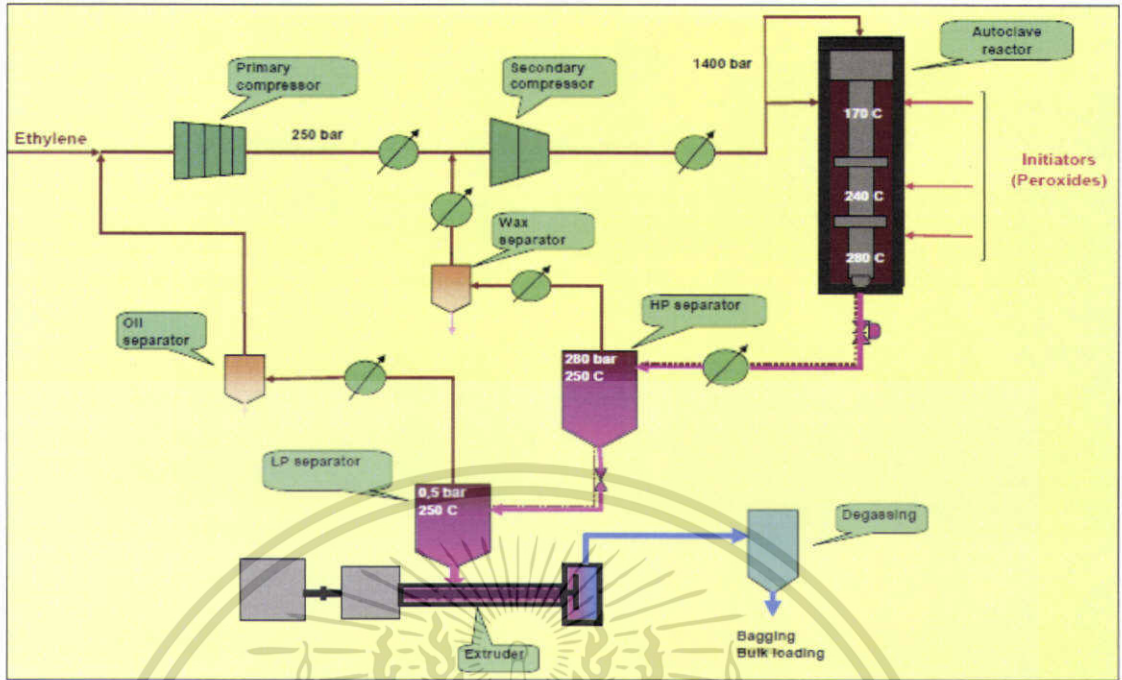 Autoclave
reactor
Primary
compressor
Secondary
compressor
1400 bar
Ethylene
250 bar
170 C
Initiators
(Peroxides)
240 C
Wax
separator
280 C
HP separator
Oil
separator
280 bar
250 C
LP separator
0,5 bar
250 C
Degassing
Extruder
Bagging
Bulk loading